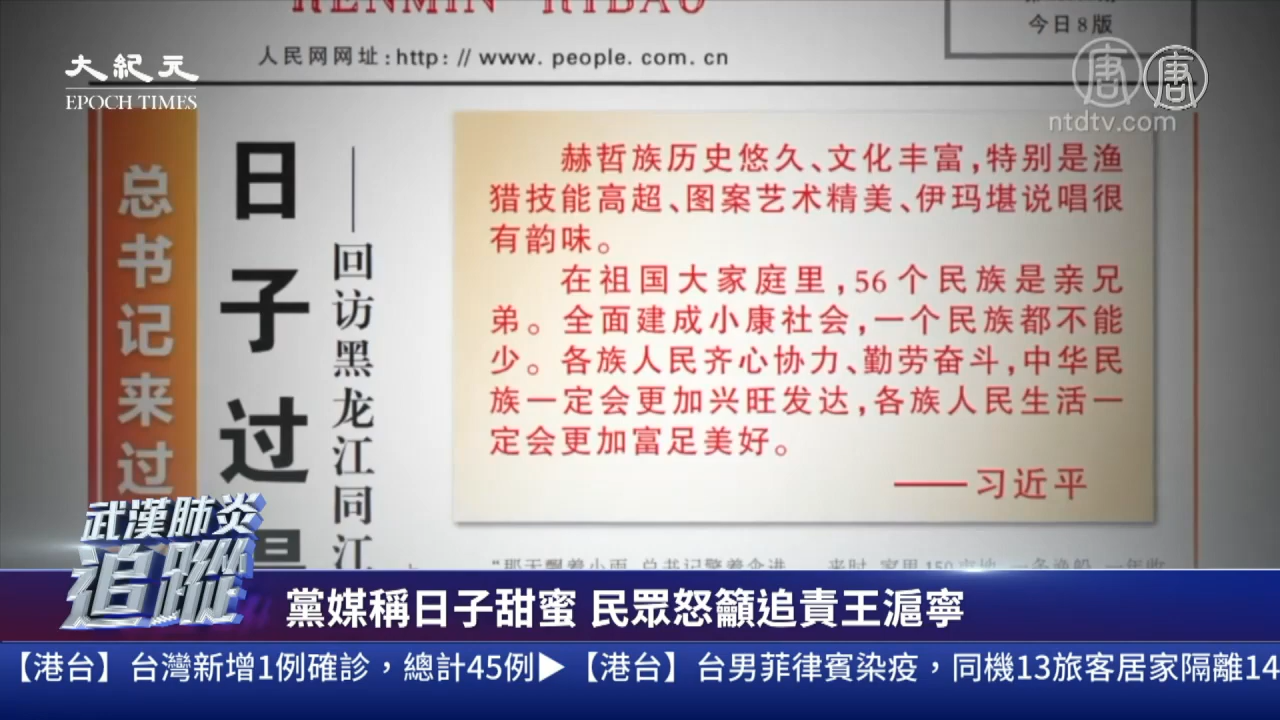 RENMIN RIBAO
今日8版
人民网网址:http: // www. people. com. cn
大紀元
EPOCH TIMES
唐 唐
ntdtv.com
总书记来过
日子过得
——回访黑龙江同江
赫哲族历史悠久、文化丰富,特别是渔
猎技能高超、图案艺术精美、伊玛堪说唱很
有韵味。
在祖国大家庭里,56个民族是亲兄
弟。全面建成小康社会,一个民族都不能
少。各族人民齐心协力、勤劳奋斗,中华民
族一定会更加兴旺发达,各族人民生活一
定会更加富足美好。
——习近平
武漢肺炎
追蹤
黨媒稱日子甜蜜 民眾怒籲追責王滬寧
【港台】台灣新增1例確診，總計45例▶ 【港台】台男菲律賓染疫，同機13旅客居家隔離14